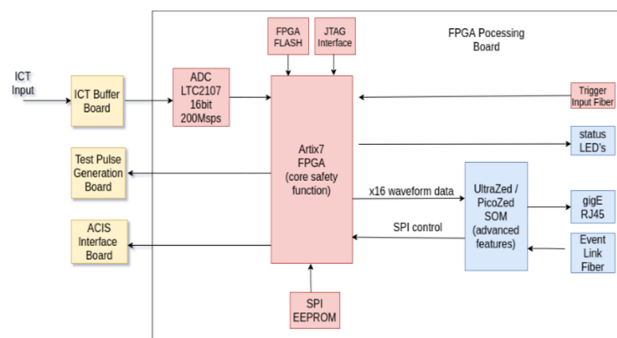 FPGA Pocessing
Board
FPGA
FLASH
JTAG
Interface
ICT
Input
ICT Buffer
Board
ADC
LTC2107
16bit
200Msps
Trigger
Input Fiber
Artix7
FPGA
(core safety
function)
status
LED's
Test Pulse
Generation
Board
x16 waveform data
UltraZed /
PicoZed
SOM
(advanced
features)
gigE
RJ45
SPI control
ACIS
Interface
Board
Event
Link
Fiber
SPI
EEPROM